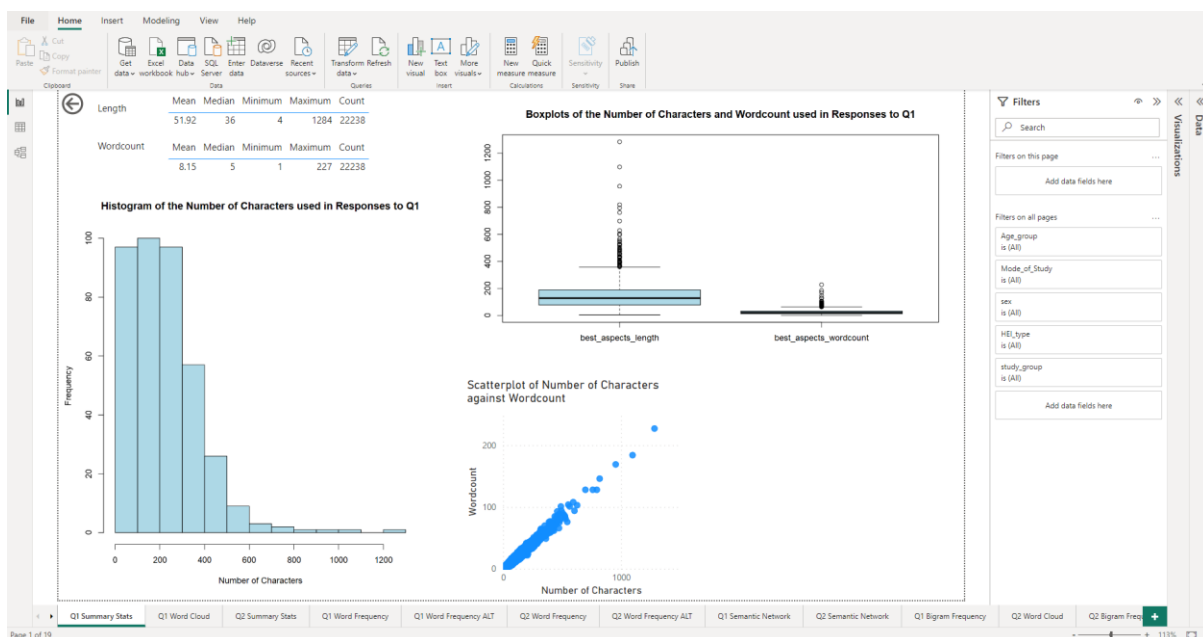 File Home Insert Modeling View Help
Paste
Cut
Copy
Format painter
Clipboard
Get data
Excel workbook
Data hub
SQL Server
Enter data
Dataverse
Recent sources
Data
Transform data
Refresh
Queries
New visual
Text box
More visuals
Insert
New measure
Quick measure
Calculations
Sensitivity
Sensitivity
Publish
Share
Length
Mean Median Minimum Maximum Count
51.92 36 4 1284 22238
Wordcount
Mean Median Minimum Maximum Count
8.15 5 1 227 22238
Histogram of the Number of Characters used in Responses to Q1
Frequency
100
80
60
40
20
0
0 200 400 600 800 1000 1200
Number of Characters
Boxplots of the Number of Characters and Wordcount used in Responses to Q1
1200
1000
800
600
400
200
0
best_aspects_length best_aspects_wordcount
Scatterplot of Number of Characters
against Wordcount
Wordcount
200
100
0
0 1000
Number of Characters
Filters
Search
Filters on this page ...
Add data fields here
Filters on all pages ...
Age_group
is (All)
Mode_of_Study
is (All)
sex
is (All)
HEI_type
is (All)
study_group
is (All)
Add data fields here
Visualizations
Data
Q1 Summary Stats Q1 Word Cloud Q2 Summary Stats Q1 Word Frequency Q1 Word Frequency ALT Q2 Word Frequency Q2 Word Frequency ALT Q1 Semantic Network Q2 Semantic Network Q1 Bigram Frequency Q2 Word Cloud Q2 Bigram Freq
Page 1 of 19
113%